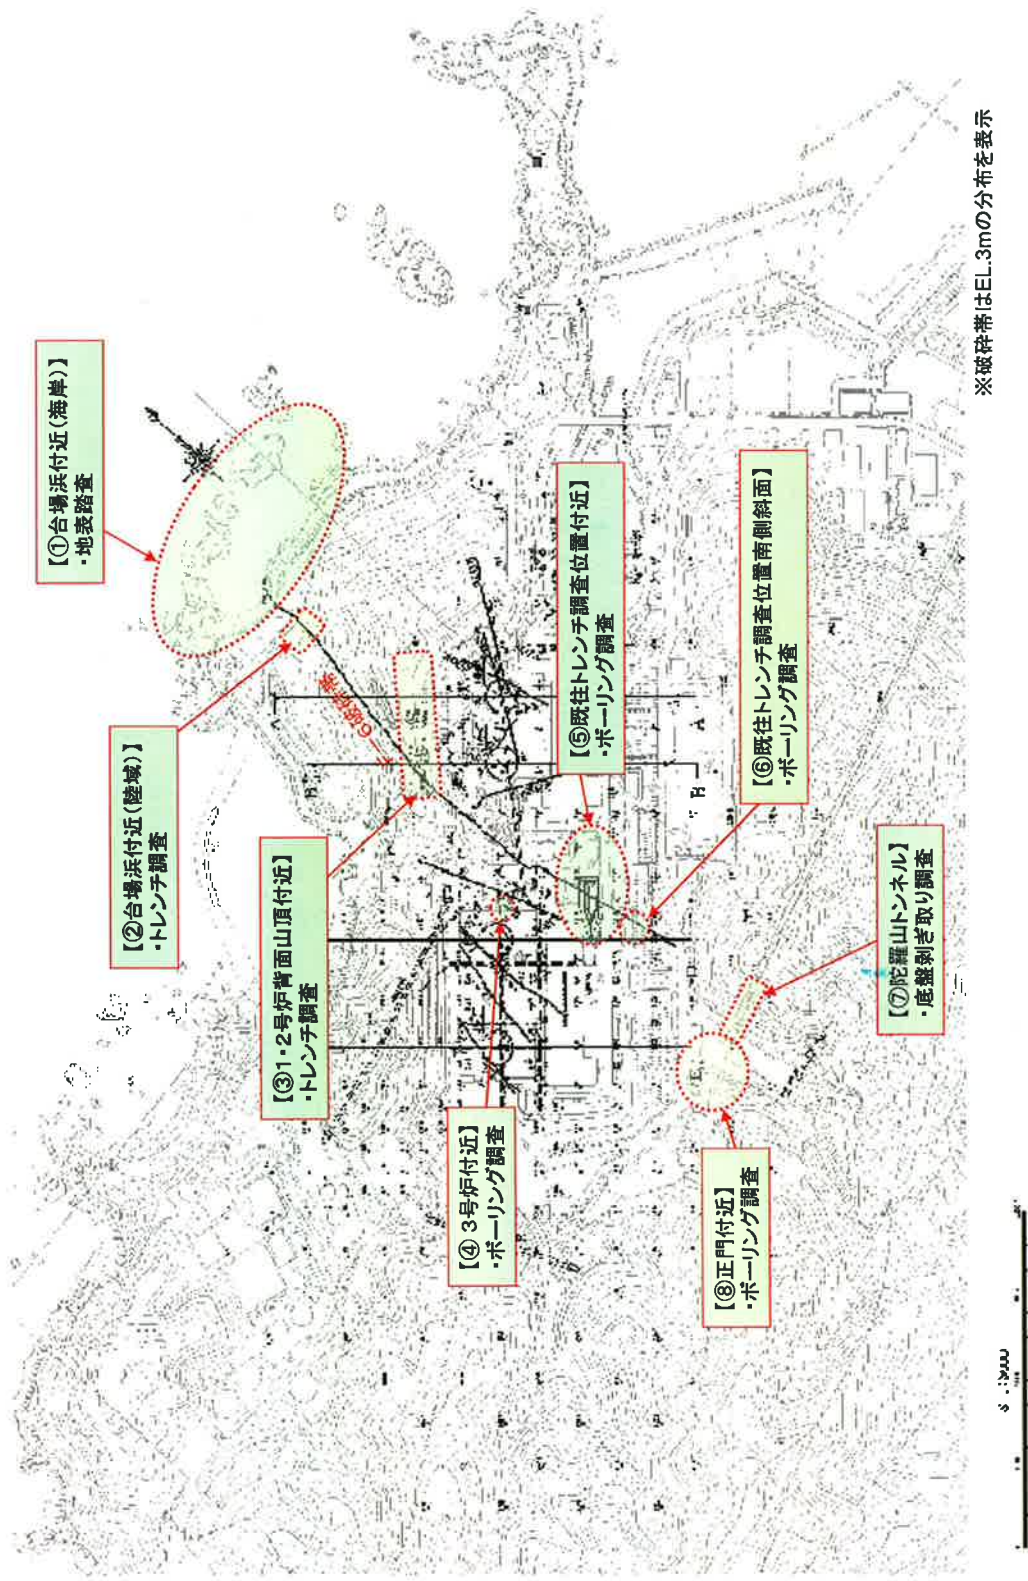 【①台場浜付近(海岸)】
・地表踏査
【②台場浜付近(陸域)】
・トレンチ調査
【③1・2号炉背面山頂付近】
・トレンチ調査
【④ 3号炉付近】
・ボーリング調査
【⑤既往トレンチ調査位置付近】
・ボーリング調査
【⑥既往トレンチ調査位置南側斜面】
・ボーリング調査
【⑦陀羅山トンネル】
・底盤剥ぎ取り調査
【⑧正門付近】
・ボーリング調査
F-6破砕帯
A
A
B
B
※破砕帯はEL.3mの分布を表示